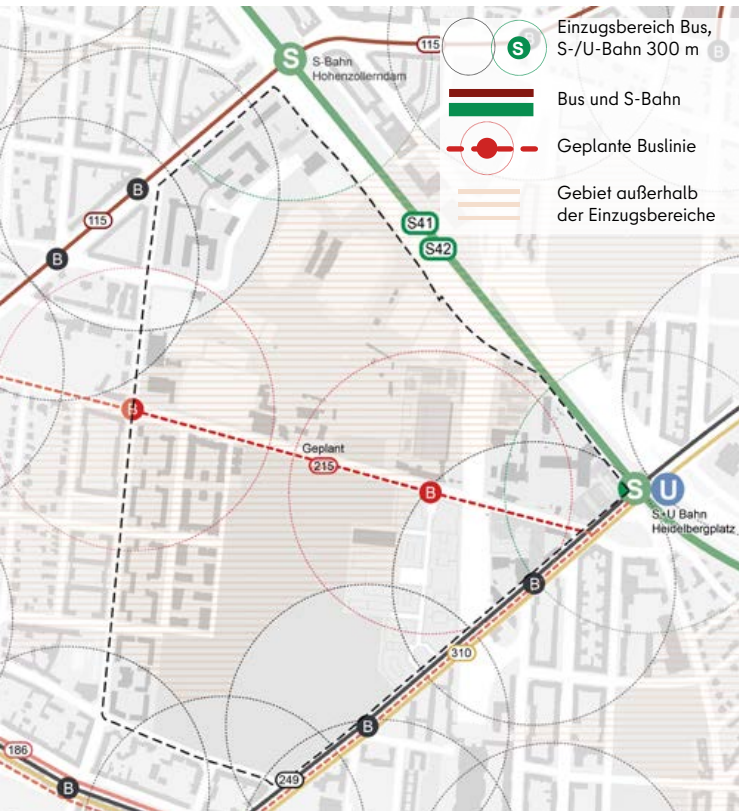 Einzugsbereich Bus,
S-/U-Bahn 300 m
S
Bus und S-Bahn
Geplante Buslinie
Gebiet außerhalb
der Einzugsbereiche
115
B
B
S
S-Bahn
Hohenzollerndam
B
115
B
S41
S42
B
Geplant
215
B
S
U
S+U Bahn
Heidelbergplatz
B
310
B
186
249
B